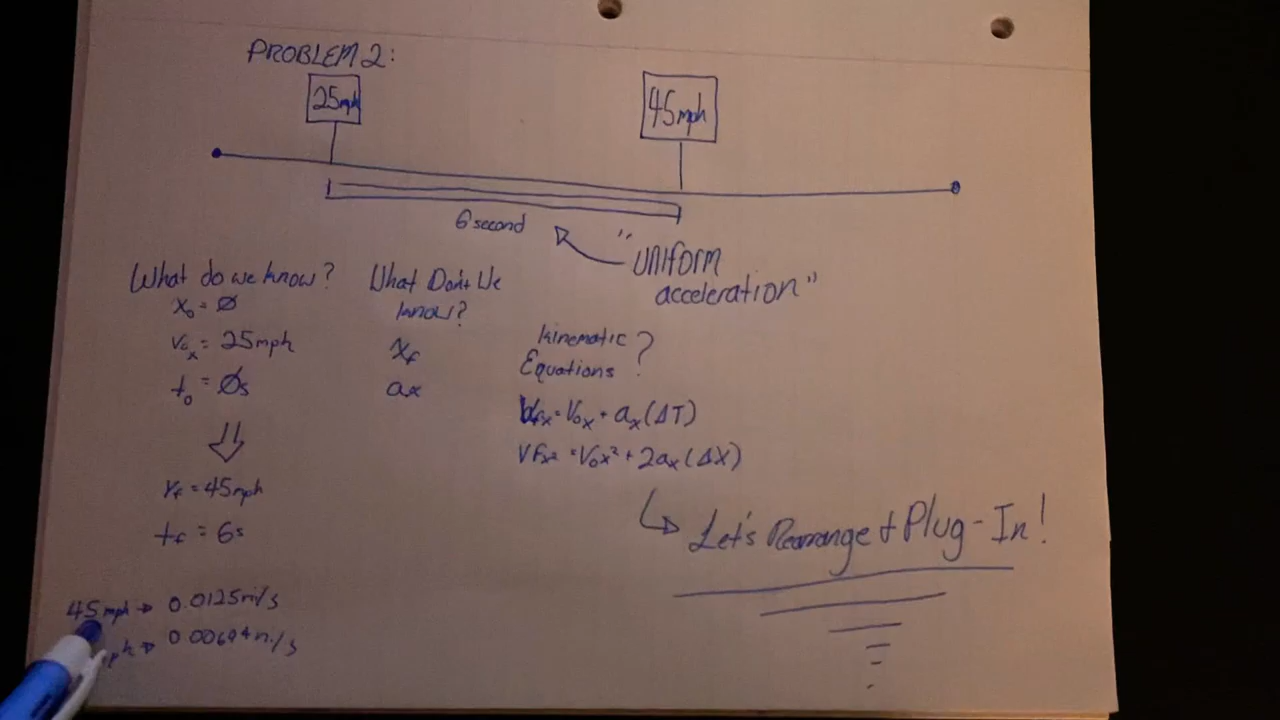 PROBLEM 2:
25mph
45mph
6 second
"UNIFORM
acceleration"
What do we know?
x₀ = Ø
v₀ₓ = 25mph
t₀ = Øs
vf = 45mph
tf = 6s
What Don't We
know?
xf
ax
kinematic
Equations ?
Vfx = V₀x + ax(ΔT)
VFx² = V₀x² + 2ax(ΔX)
Let's Rearrange & Plug-In!
45mph → 0.0125mi/s
ph → 0.00694mi/s